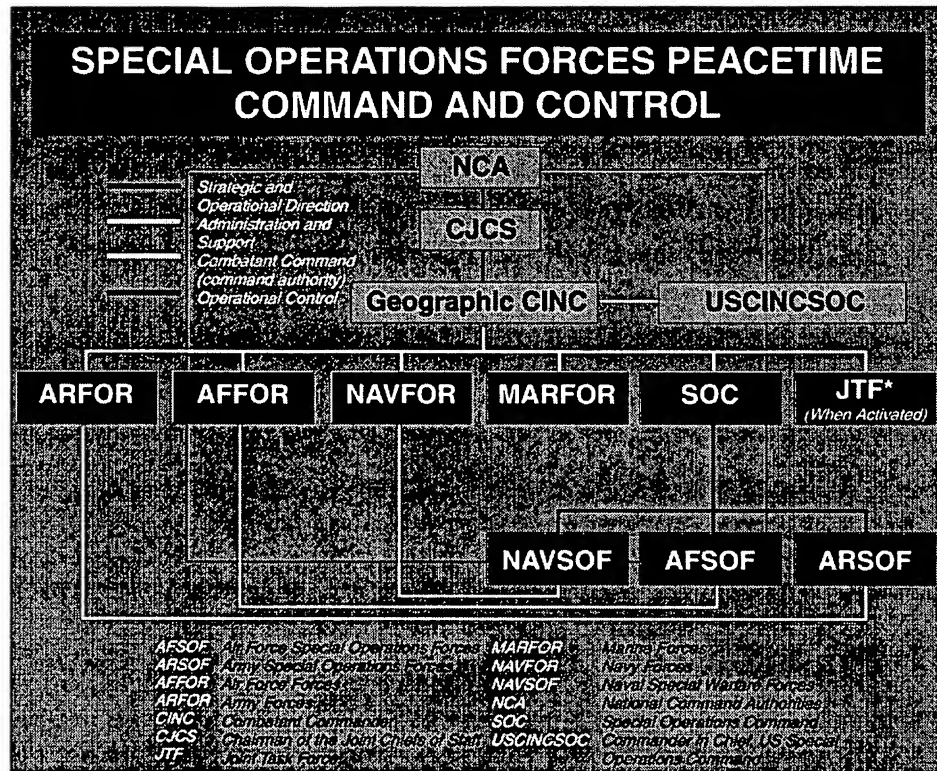 SPECIAL OPERATIONS FORCES PEACETIME
COMMAND AND CONTROL
NCA
Strategic and
Operational Direction
Administration and
Support
Combatant Command
(command authority)
Operational Control
CJCS
Geographic CINC
USCINCSOC
ARFOR
AFFOR
NAVFOR
MARFOR
SOC
JTF*
(When Activated)
NAVSOF
AFSOF
ARSOF
AFSOF Air Force Special Operations Forces
ARSOF Army Special Operations Forces
AFFOR Air Force Forces
ARFOR Army Forces
CINC Combatant Commander
CJCS Chairman of the Joint Chiefs of Staff
JTF Joint Task Force
MARFOR Marine Forces
NAVFOR Navy Forces
NAVSOF Naval Special Warfare Forces
NCA National Command Authorities
SOC Special Operations Command
USCINCSOC Commander in Chief, US Special
Operations Command